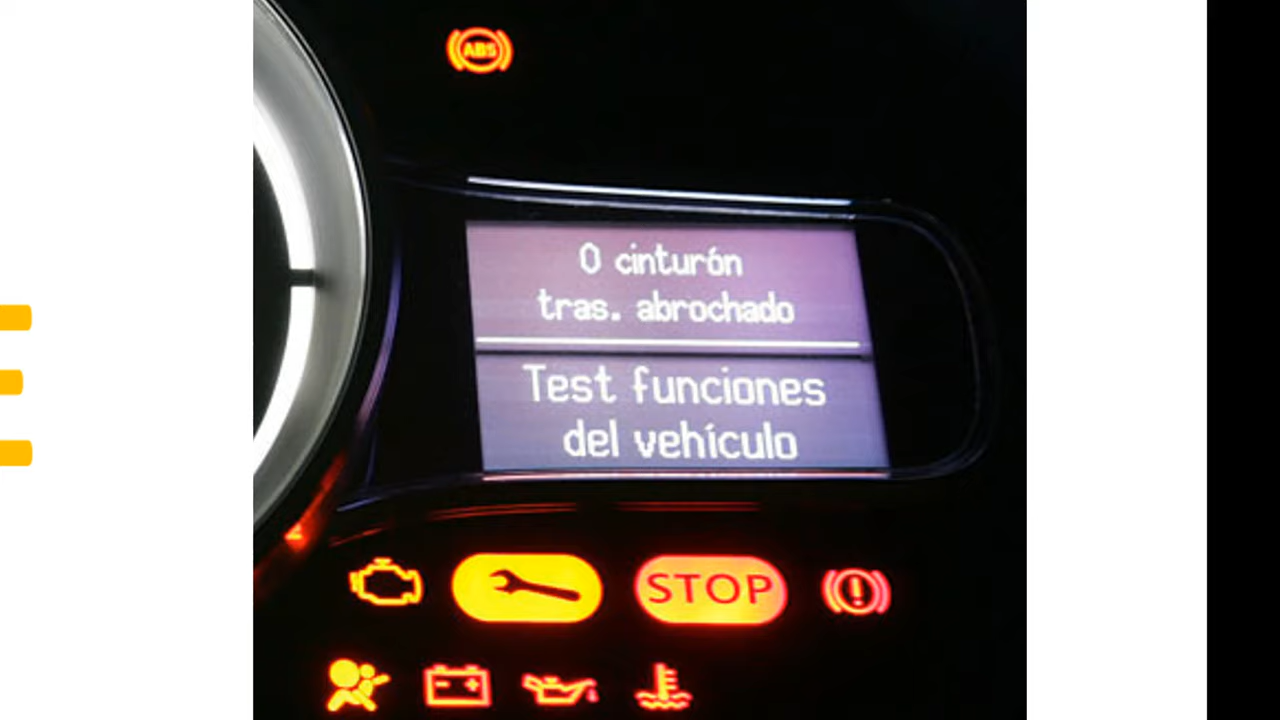 ABS
0 cinturón
tras. abrochado
Test funciones
del vehículo
STOP